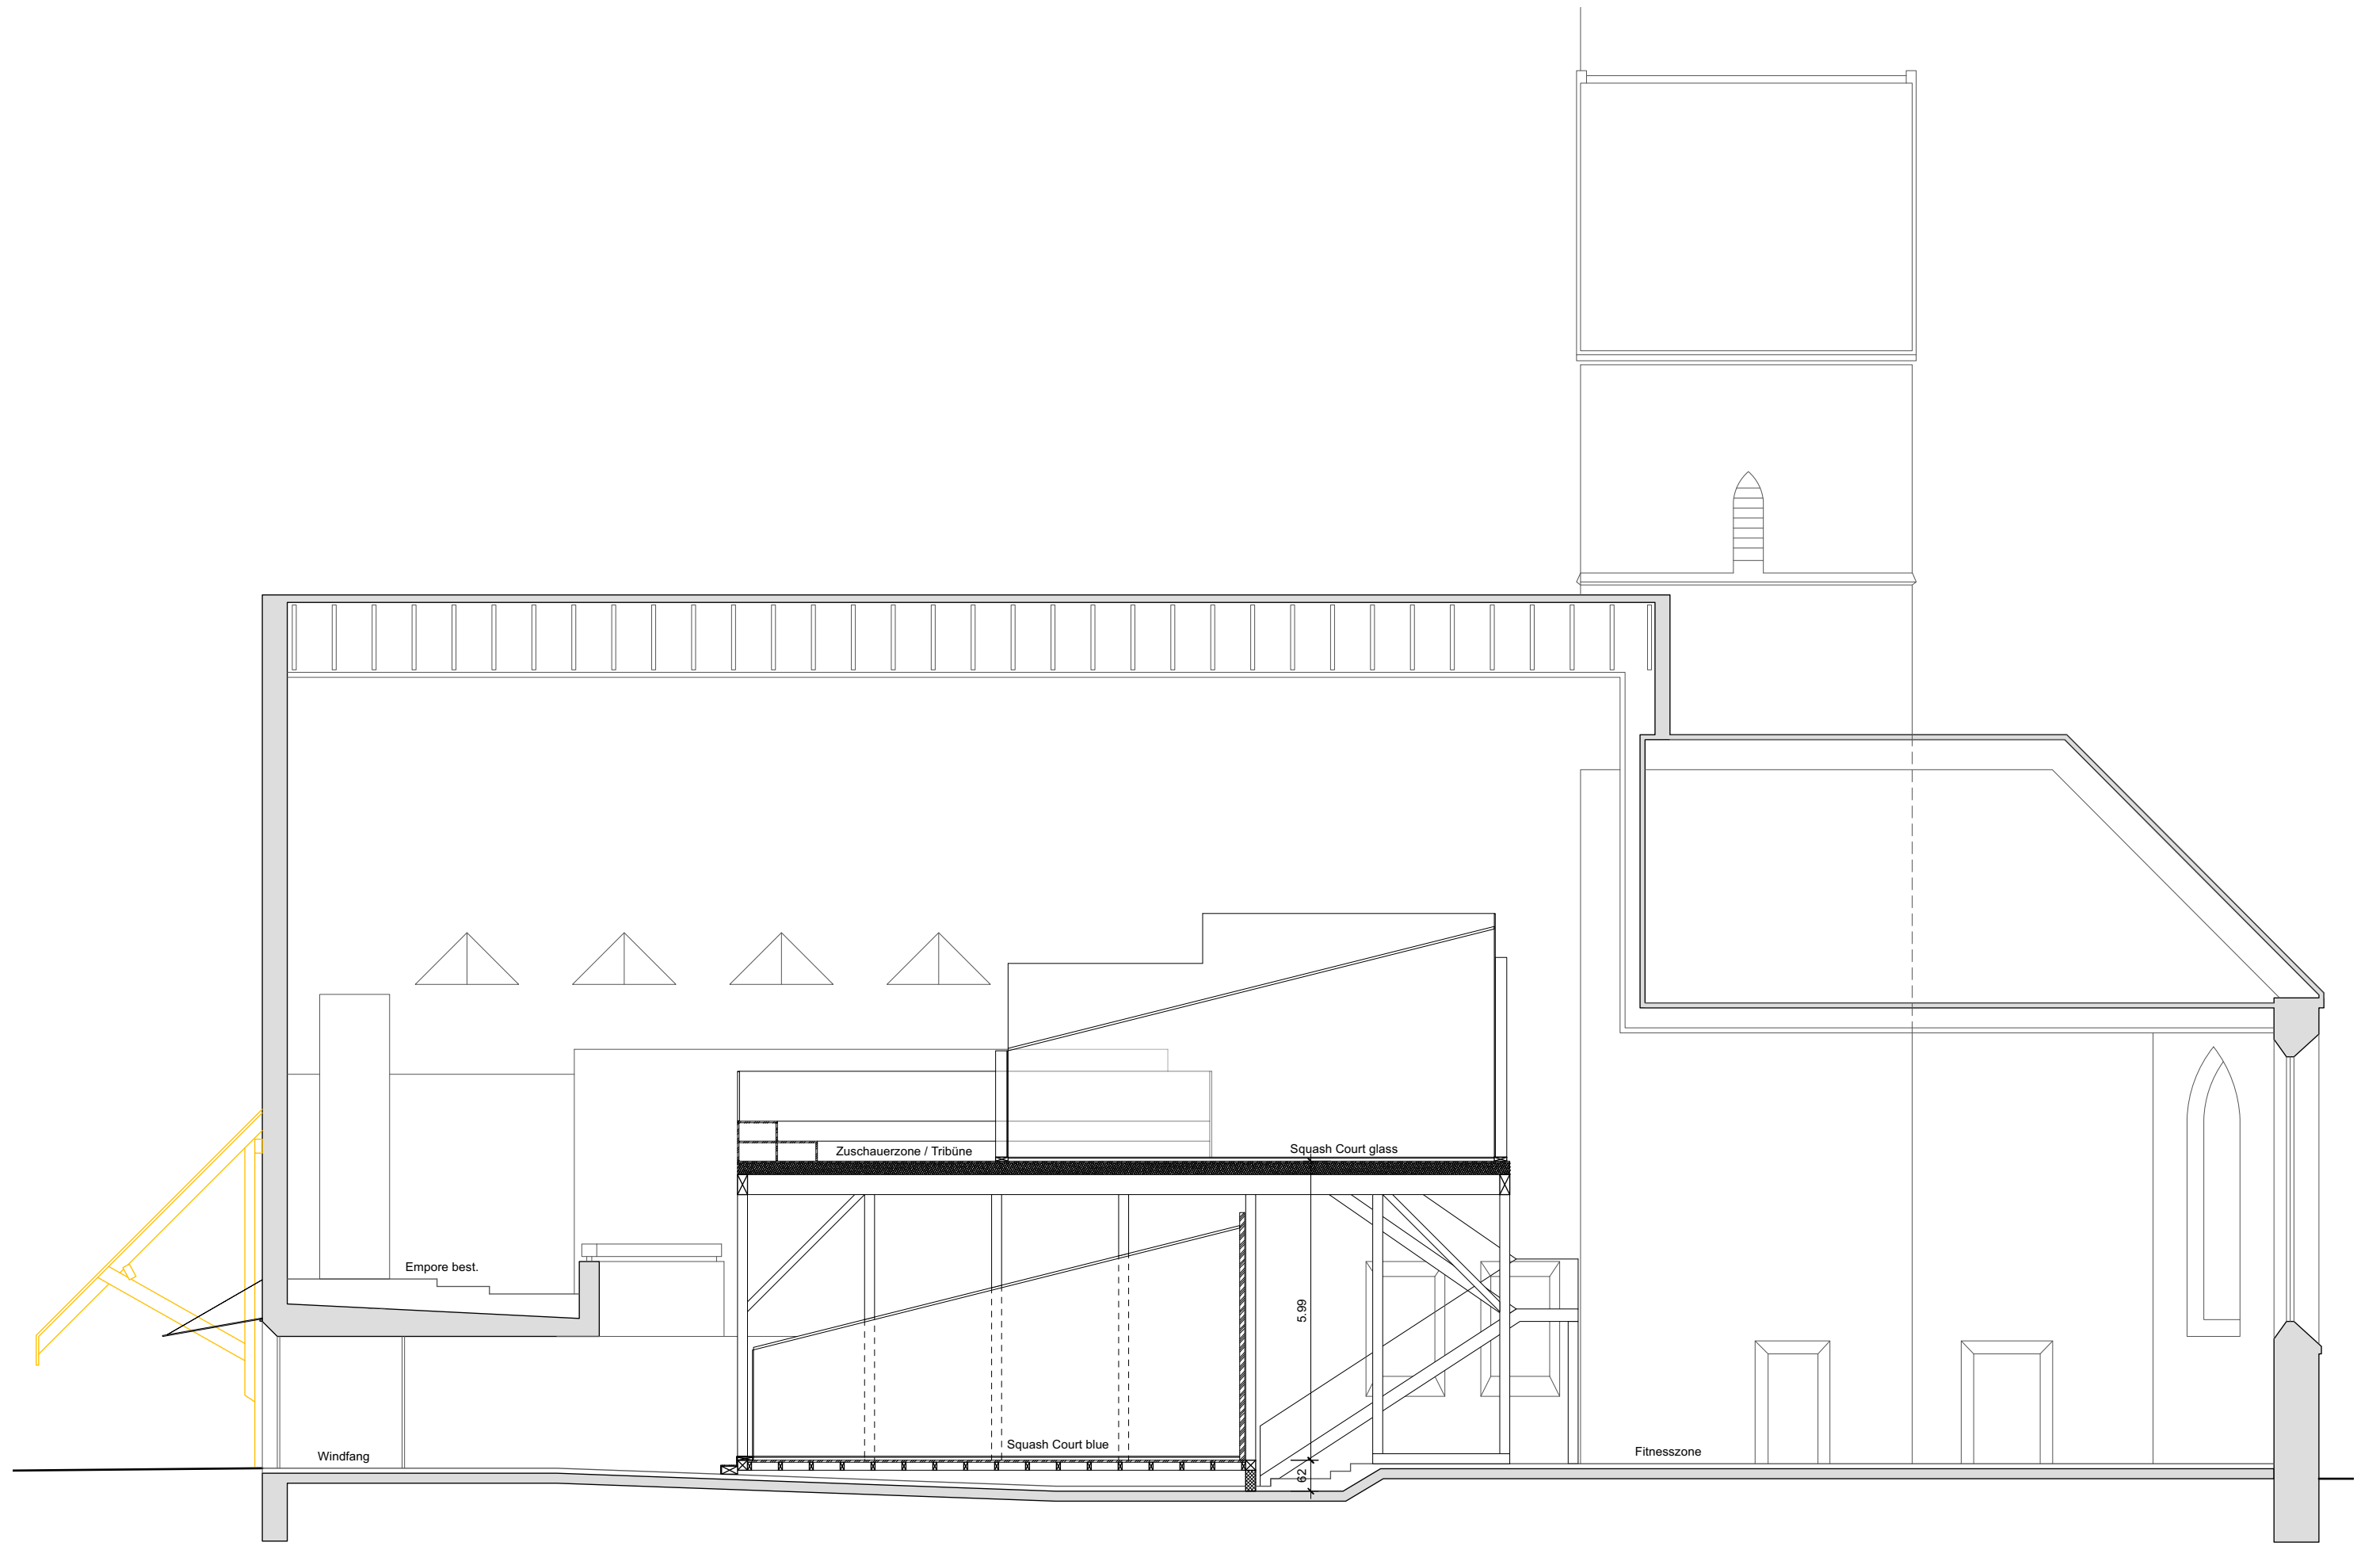 Zuschauerzone / Tribüne
Squash Court glass
Empore best.
5.99
Squash Court blue
Windfang
Fitnesszone
62